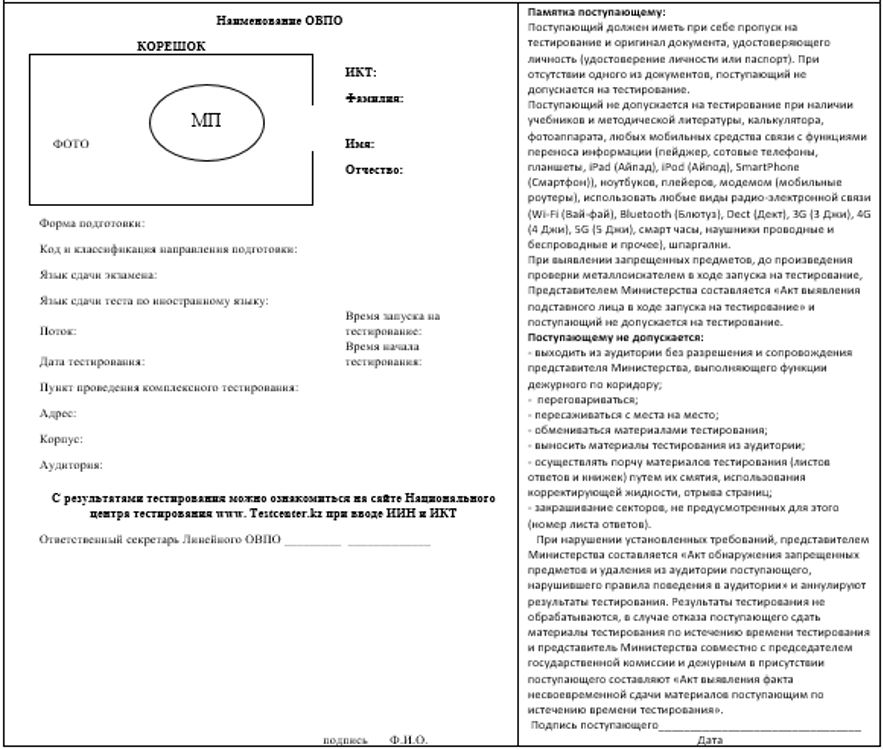 Наименование ОВПО
КОРЕШОК
МП
ФОТО
ИКТ:
Фамилия:
Имя:
Отчество:
Форма подготовки:
Код и классификация направления подготовки:
Язык сдачи экзамена:
Язык сдачи теста по иностранному языку:
Поток:
Время запуска на
тестирование:
Дата тестирования:
Время начала
тестирования:
Пункт проведения комплексного тестирования:
Адрес:
Корпус:
Аудитория:
С результатами тестирования можно ознакомиться на сайте Национального
центра тестирования www. Testcenter.kz при вводе ИИН и ИКТ
Ответственный секретарь Линейного ОВПО _________ _____________
подпись Ф.И.О.
Памятка поступающему:
Поступающий должен иметь при себе пропуск на
тестирование и оригинал документа, удостоверяющего
личность (удостоверение личности или паспорт). При
отсутствии одного из документов, поступающий не
допускается на тестирование.
Поступающий не допускается на тестирование при наличии
учебников и методической литературы, калькулятора,
фотоаппарата, любых мобильных средства связи с функциями
переноса информации (пейджер, сотовые телефоны,
планшеты, iPad (Айпад), iPod (Айпод), SmartPhone
(Смартфон)), ноутбуков, плейеров, модемом (мобильные
роутеры), использовать любые виды радио-электронной связи
(Wi-Fi (Вай-фай), Bluetooth (Блютуз), Dect (Дект), 3G (3 Джи), 4G
(4 Джи), 5G (5 Джи), смарт часы, наушники проводные и
беспроводные и прочее), шпаргалки.
При выявлении запрещенных предметов, до произведения
проверки металлоискателем в ходе запуска на тестирование,
Представителем Министерства составляется «Акт выявления
подставного лица в ходе запуска на тестирование» и
поступающий не допускается на тестирование.
Поступающему не допускается:
- выходить из аудитории без разрешения и сопровождения
представителя Министерства, выполняющего функции
дежурного по коридору;
- переговариваться;
- пересаживаться с места на место;
- обмениваться материалами тестирования;
- выносить материалы тестирования из аудитории;
- осуществлять порчу материалов тестирования (листов
ответов и книжек) путем их смятия, использования
корректирующей жидкости, отрыва страниц;
- закрашивание секторов, не предусмотренных для этого
(номер листа ответов).
При нарушении установленных требований, представителем
Министерства составляется «Акт обнаружения запрещенных
предметов и удаления из аудитории поступающего,
нарушившего правила поведения в аудитории» и аннулируют
результаты тестирования. Результаты тестирования не
обрабатываются, в случае отказа поступающего сдать
материалы тестирования по истечению времени тестирования
и представитель Министерства совместно с председателем
государственной комиссии и дежурным в присутствии
поступающего составляют «Акт выявления факта
несвоевременной сдачи материалов поступающим по
истечению времени тестирования».
Подпись поступающего______________________________
Дата